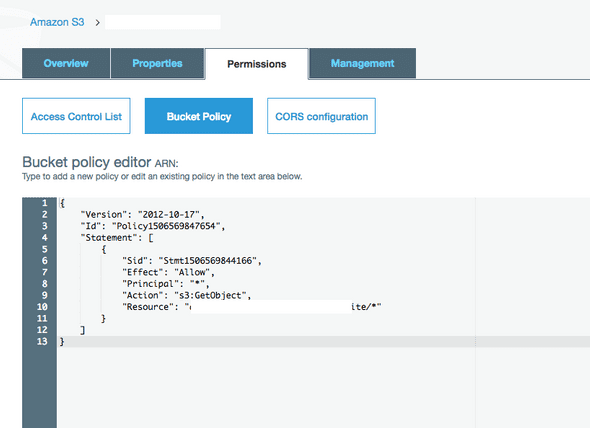 Amazon S3 >
Overview Properties Permissions Management
Access Control List Bucket Policy CORS configuration
Bucket policy editor ARN:
Type to add a new policy or edit an existing policy in the text area below.
1 {
2 "Version": "2012-10-17",
3 "Id": "Policy1506569847654",
4 "Statement": [
5 {
6 "Sid": "Stmt1506569844166",
7 "Effect": "Allow",
8 "Principal": "*",
9 "Action": "s3:GetObject",
10 "Resource": " ite/*"
11 }
12 ]
13 }